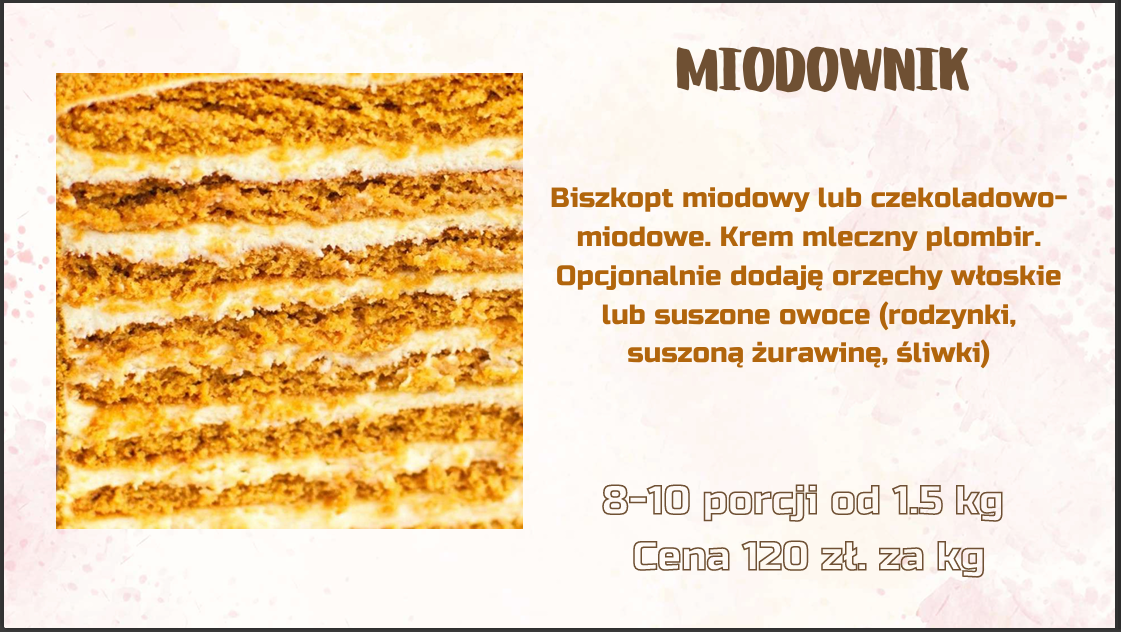 MIODOWNIK
Biszkopt miodowy lub czekoladowo-
miodowe. Krem mleczny plombir.
Opcjonalnie dodaję orzechy włoskie
lub suszone owoce (rodzynki,
suszoną żurawinę, śliwki)
8-10 porcji od 1.5 kg
Cena 120 zł. za kg